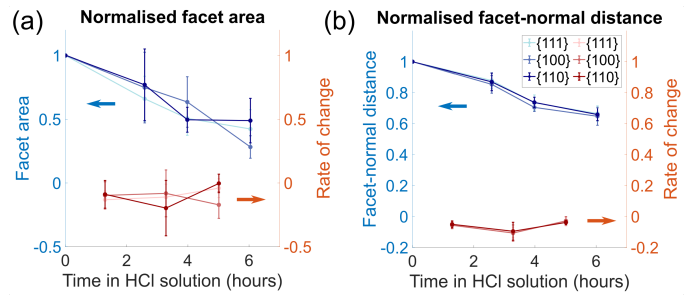 (a)
Normalised facet area
1
0.5
0
-0.5
Facet area
1
0.5
0
-0.5
Rate of change
0 2 4 6 8
Time in HCl solution (hours)
(b)
Normalised facet-normal distance
{111} {111}
{100} {100}
{110} {110}
1
0.8
0.6
0.4
0.2
0
-0.2
Facet-normal distance
1
0.8
0.6
0.4
0.2
0
-0.2
Rate of change
0 2 4 6
Time in HCl solution (hours)